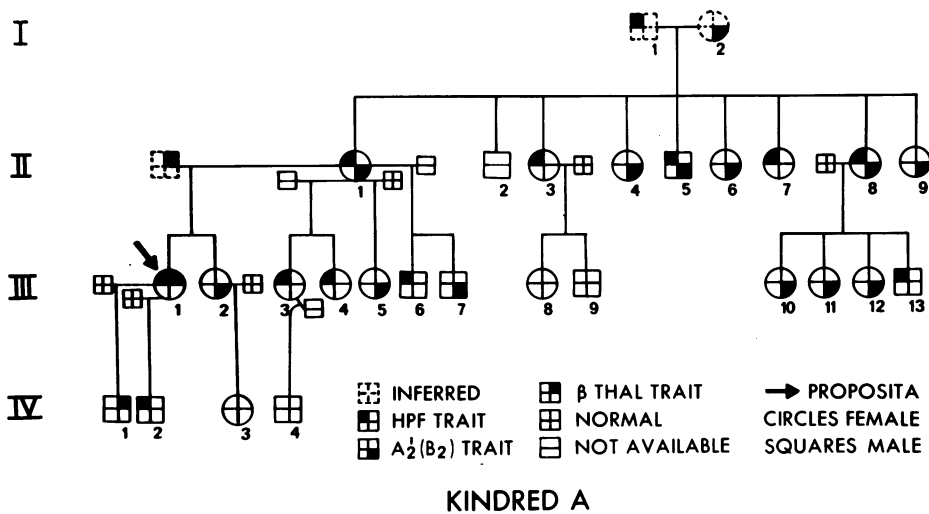 I
1 2
II
1 2 3 4 5 6 7 8 9
III
1 2 3 4 5 6 7 8 9 10 11 12 13
IV
1 2 3 4
INFERRED
HPF TRAIT
A½(B₂) TRAIT
β THAL TRAIT
NORMAL
NOT AVAILABLE
PROPOSITA
CIRCLES FEMALE
SQUARES MALE
KINDRED A